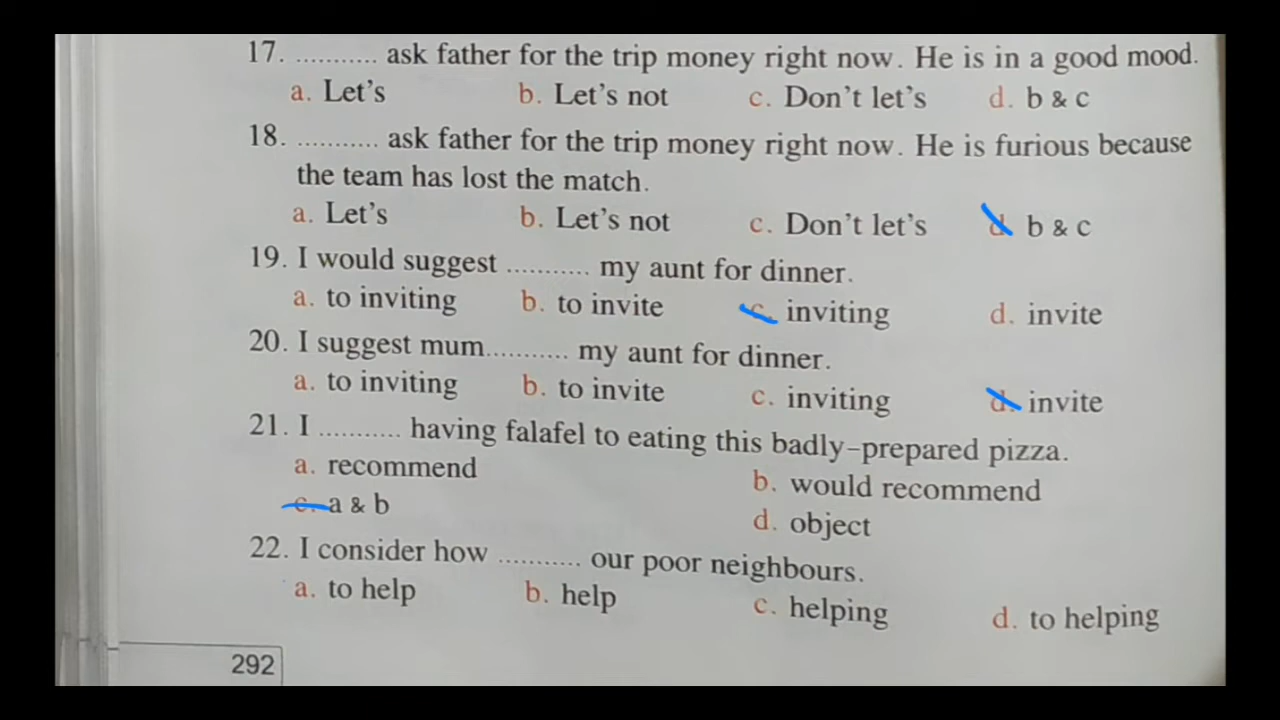 17. ........... ask father for the trip money right now. He is in a good mood.
a. Let's b. Let's not c. Don't let's d. b & c
18. ........... ask father for the trip money right now. He is furious because
the team has lost the match.
a. Let's b. Let's not c. Don't let's d. b & c
19. I would suggest ........... my aunt for dinner.
a. to inviting b. to invite c. inviting d. invite
20. I suggest mum........... my aunt for dinner.
a. to inviting b. to invite c. inviting d. invite
21. I ........... having falafel to eating this badly-prepared pizza.
a. recommend b. would recommend
c. a & b d. object
22. I consider how ........... our poor neighbours.
a. to help b. help c. helping d. to helping
292